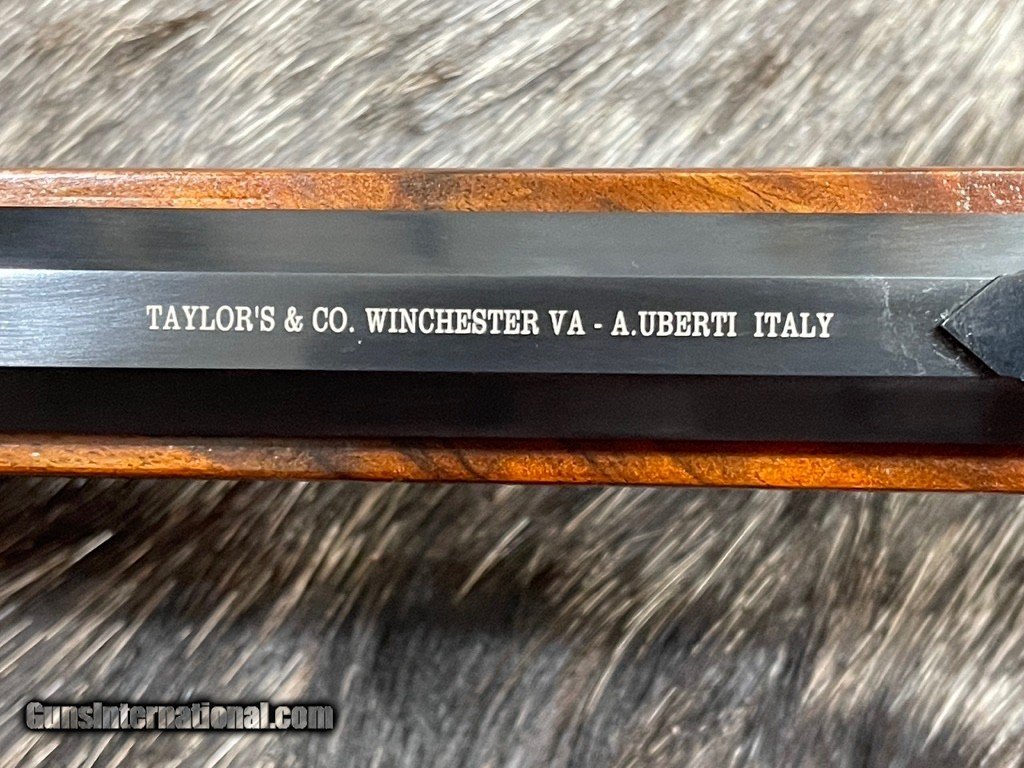 TAYLOR'S & CO. WINCHESTER VA - A.UBERTI ITALY
GunsInternational.com